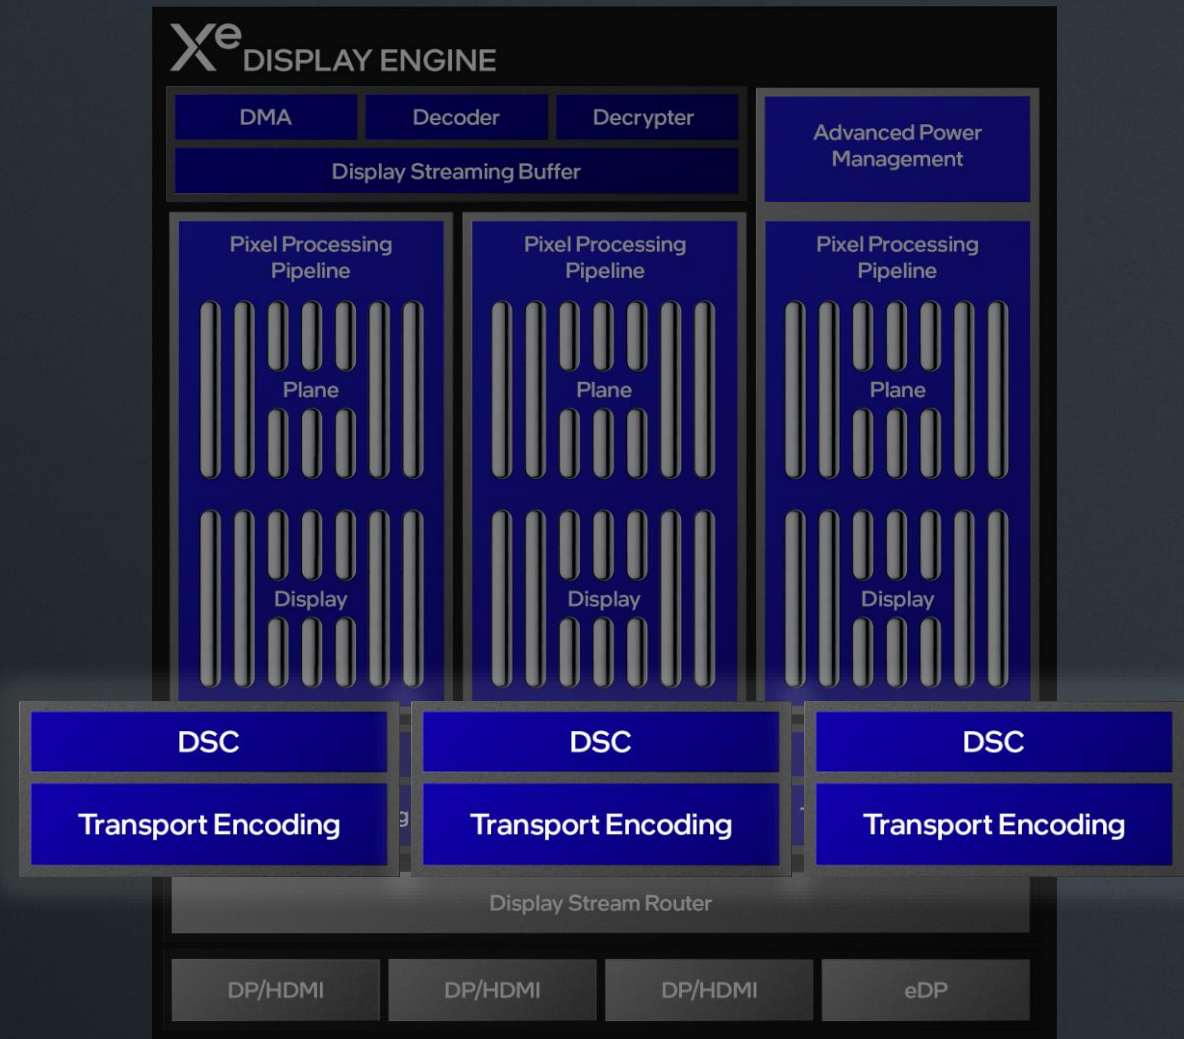 Xe DISPLAY ENGINE
DMA
Decoder
Decrypter
Advanced Power
Management
Display Streaming Buffer
Pixel Processing
Pipeline
Pixel Processing
Pipeline
Pixel Processing
Pipeline
Plane
Plane
Plane
Display
Display
Display
DSC
DSC
DSC
Transport Encoding
Transport Encoding
Transport Encoding
Display Stream Router
DP/HDMI
DP/HDMI
DP/HDMI
eDP